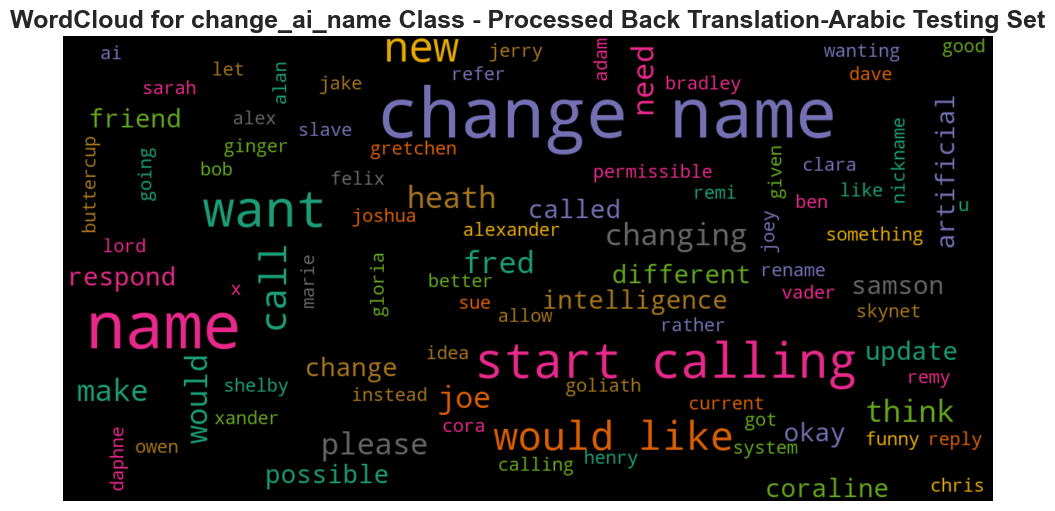 WordCloud for change_ai_name Class - Processed Back Translation-Arabic Testing Set
ai
new
jerry
adam
wanting
good
let
alan
refer
need
dave
sarah
jake
bradley
change name
friend
alex
slave
artificial
buttercup
going
ginger
gretchen
nickname
bob
felix
permissible
given
clara
want
heath
remi
like
joshua
called
ben
u
lord
alexander
changing
joey
something
respond
call
marie
gloria
fred
different
rename
x
better
sue
intelligence
vader
samson
name
allow
rather
skynet
would
change
idea
start calling
update
make
shelby
instead
joe
goliath
current
remy
xander
cora
would like
got
okay
think
daphne
owen
please
calling
henry
system
funny
reply
possible
coraline
chris